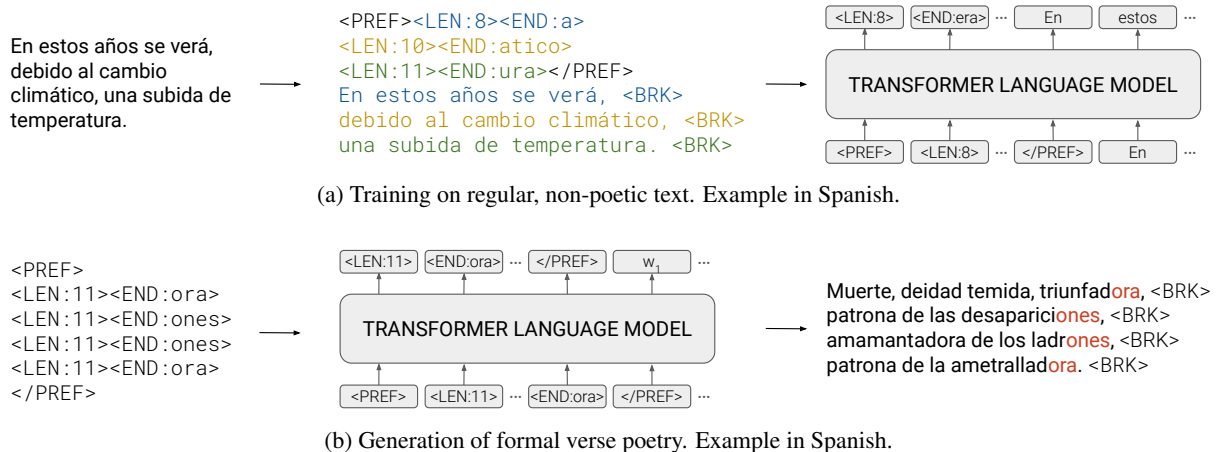 En estos años se verá,
debido al cambio
climático, una subida de
temperatura.
<PREF><LEN:8><END:a>
<LEN:10><END:atico>
<LEN:11><END:ura></PREF>
En estos años se verá, <BRK>
debido al cambio climático, <BRK>
una subida de temperatura. <BRK>
<LEN:8> <END:era> ... En estos ...
TRANSFORMER LANGUAGE MODEL
<PREF> <LEN:8> ... </PREF> En ...
(a) Training on regular, non-poetic text. Example in Spanish.
<PREF>
<LEN:11><END:ora>
<LEN:11><END:ones>
<LEN:11><END:ones>
<LEN:11><END:ora>
</PREF>
<LEN:11> <END:ora> ... </PREF> w1 ...
TRANSFORMER LANGUAGE MODEL
<PREF> <LEN:11> ... <END:ora> </PREF> ...
Muerte, deidad temida, triunfadora, <BRK>
patrona de las desapariciones, <BRK>
amamantadora de los ladrones, <BRK>
patrona de la ametralladora. <BRK>
(b) Generation of formal verse poetry. Example in Spanish.